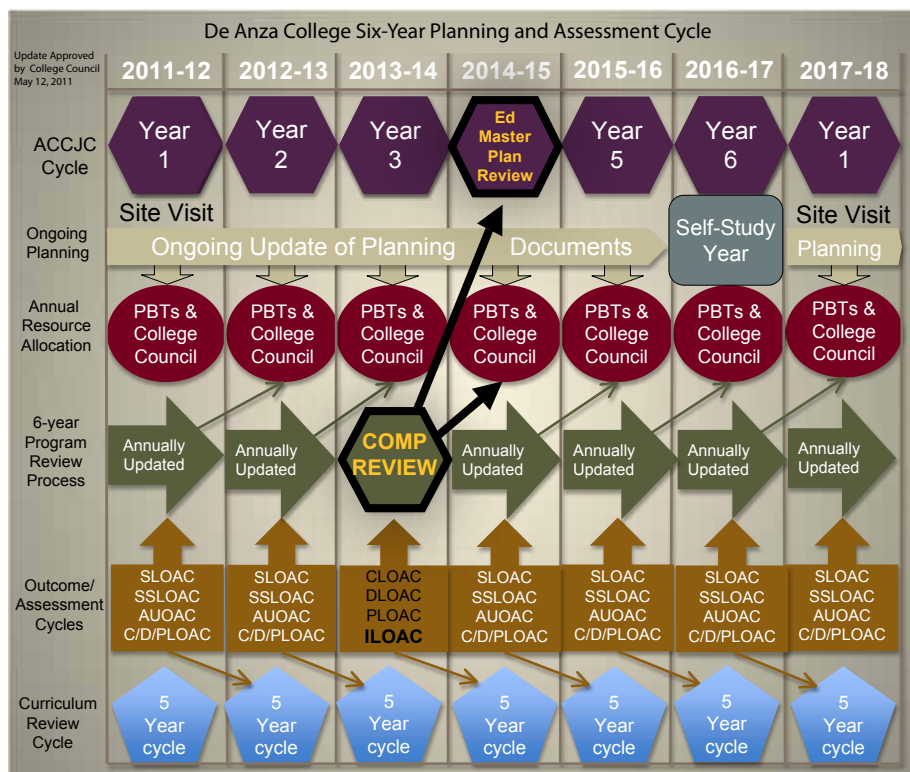 De Anza College Six-Year Planning and Assessment Cycle
Update Approved
by College Council
May 12, 2011
2011-12 2012-13 2013-14 2014-15 2015-16 2016-17 2017-18
ACCJC
Cycle
Year
1
Year
2
Year
3
Ed
Master
Plan
Review
Year
5
Year
6
Year
1
Site Visit
Site Visit
Ongoing
Planning
Ongoing Update of Planning Documents
Self-Study
Year
Planning
Annual
Resource
Allocation
PBTs &
College
Council
PBTs &
College
Council
PBTs &
College
Council
PBTs &
College
Council
PBTs &
College
Council
PBTs &
College
Council
PBTs &
College
Council
6-year
Program
Review
Process
Annually
Updated
Annually
Updated
COMP
REVIEW
Annually
Updated
Annually
Updated
Annually
Updated
Annually
Updated
Outcome/
Assessment
Cycles
SLOAC
SSLOAC
AUOAC
C/D/PLOAC
SLOAC
SSLOAC
AUOAC
C/D/PLOAC
CLOAC
DLOAC
PLOAC
ILOAC
SLOAC
SSLOAC
AUOAC
C/D/PLOAC
SLOAC
SSLOAC
AUOAC
C/D/PLOAC
SLOAC
SSLOAC
AUOAC
C/D/PLOAC
SLOAC
SSLOAC
AUOAC
C/D/PLOAC
Curriculum
Review
Cycle
5
Year
cycle
5
Year
cycle
5
Year
cycle
5
Year
cycle
5
Year
cycle
5
Year
cycle
5
Year
cycle